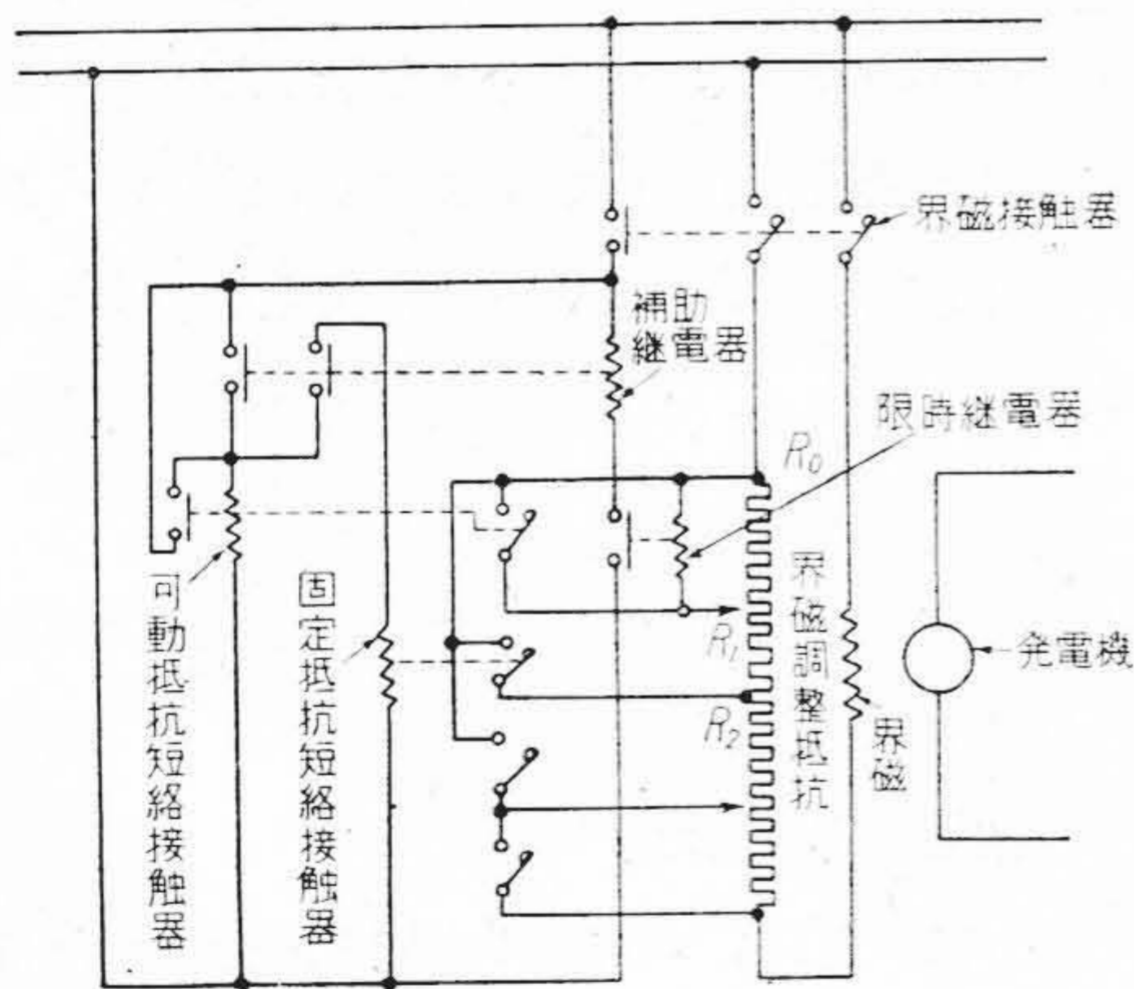 界磁接触器
補助
継電器
限時継電器
R₀
可動抵抗短絡接触器
固定抵抗短絡接触器
R₁
R₂
界磁調整抵抗
界磁
発電機